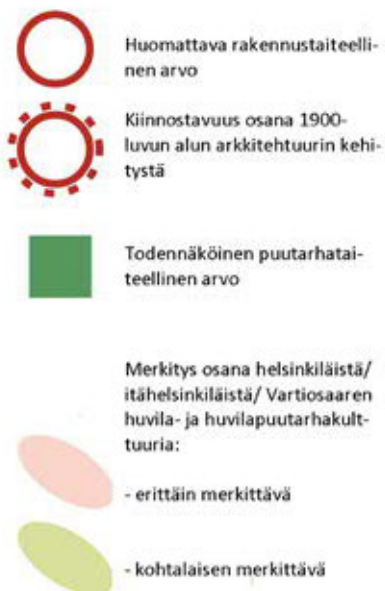 Huomattava rakennustaiteelli-
nen arvo
Kiinnostavuus osana 1900-
luvun alun arkkitehtuurin kehi-
tystä
Todennäköinen puutarhatai-
teellinen arvo
Merkitys osana helsinkiläistä/
itähelsinkiläistä/ Vartiosaaren
huvila- ja huvilapuutarhakult-
tuuria:
- erittäin merkittävä
- kohtalaisen merkittävä